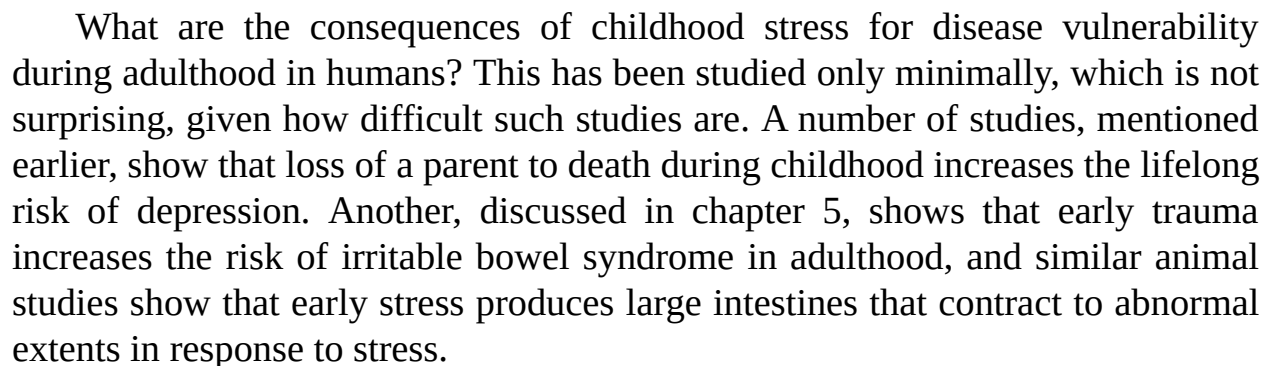 What are the consequences of childhood stress for disease vulnerability
during adulthood in humans? This has been studied only minimally, which is not
surprising, given how difficult such studies are. A number of studies, mentioned
earlier, show that loss of a parent to death during childhood increases the lifelong
risk of depression. Another, discussed in chapter 5, shows that early trauma
increases the risk of irritable bowel syndrome in adulthood, and similar animal
studies show that early stress produces large intestines that contract to abnormal
extents in response to stress.